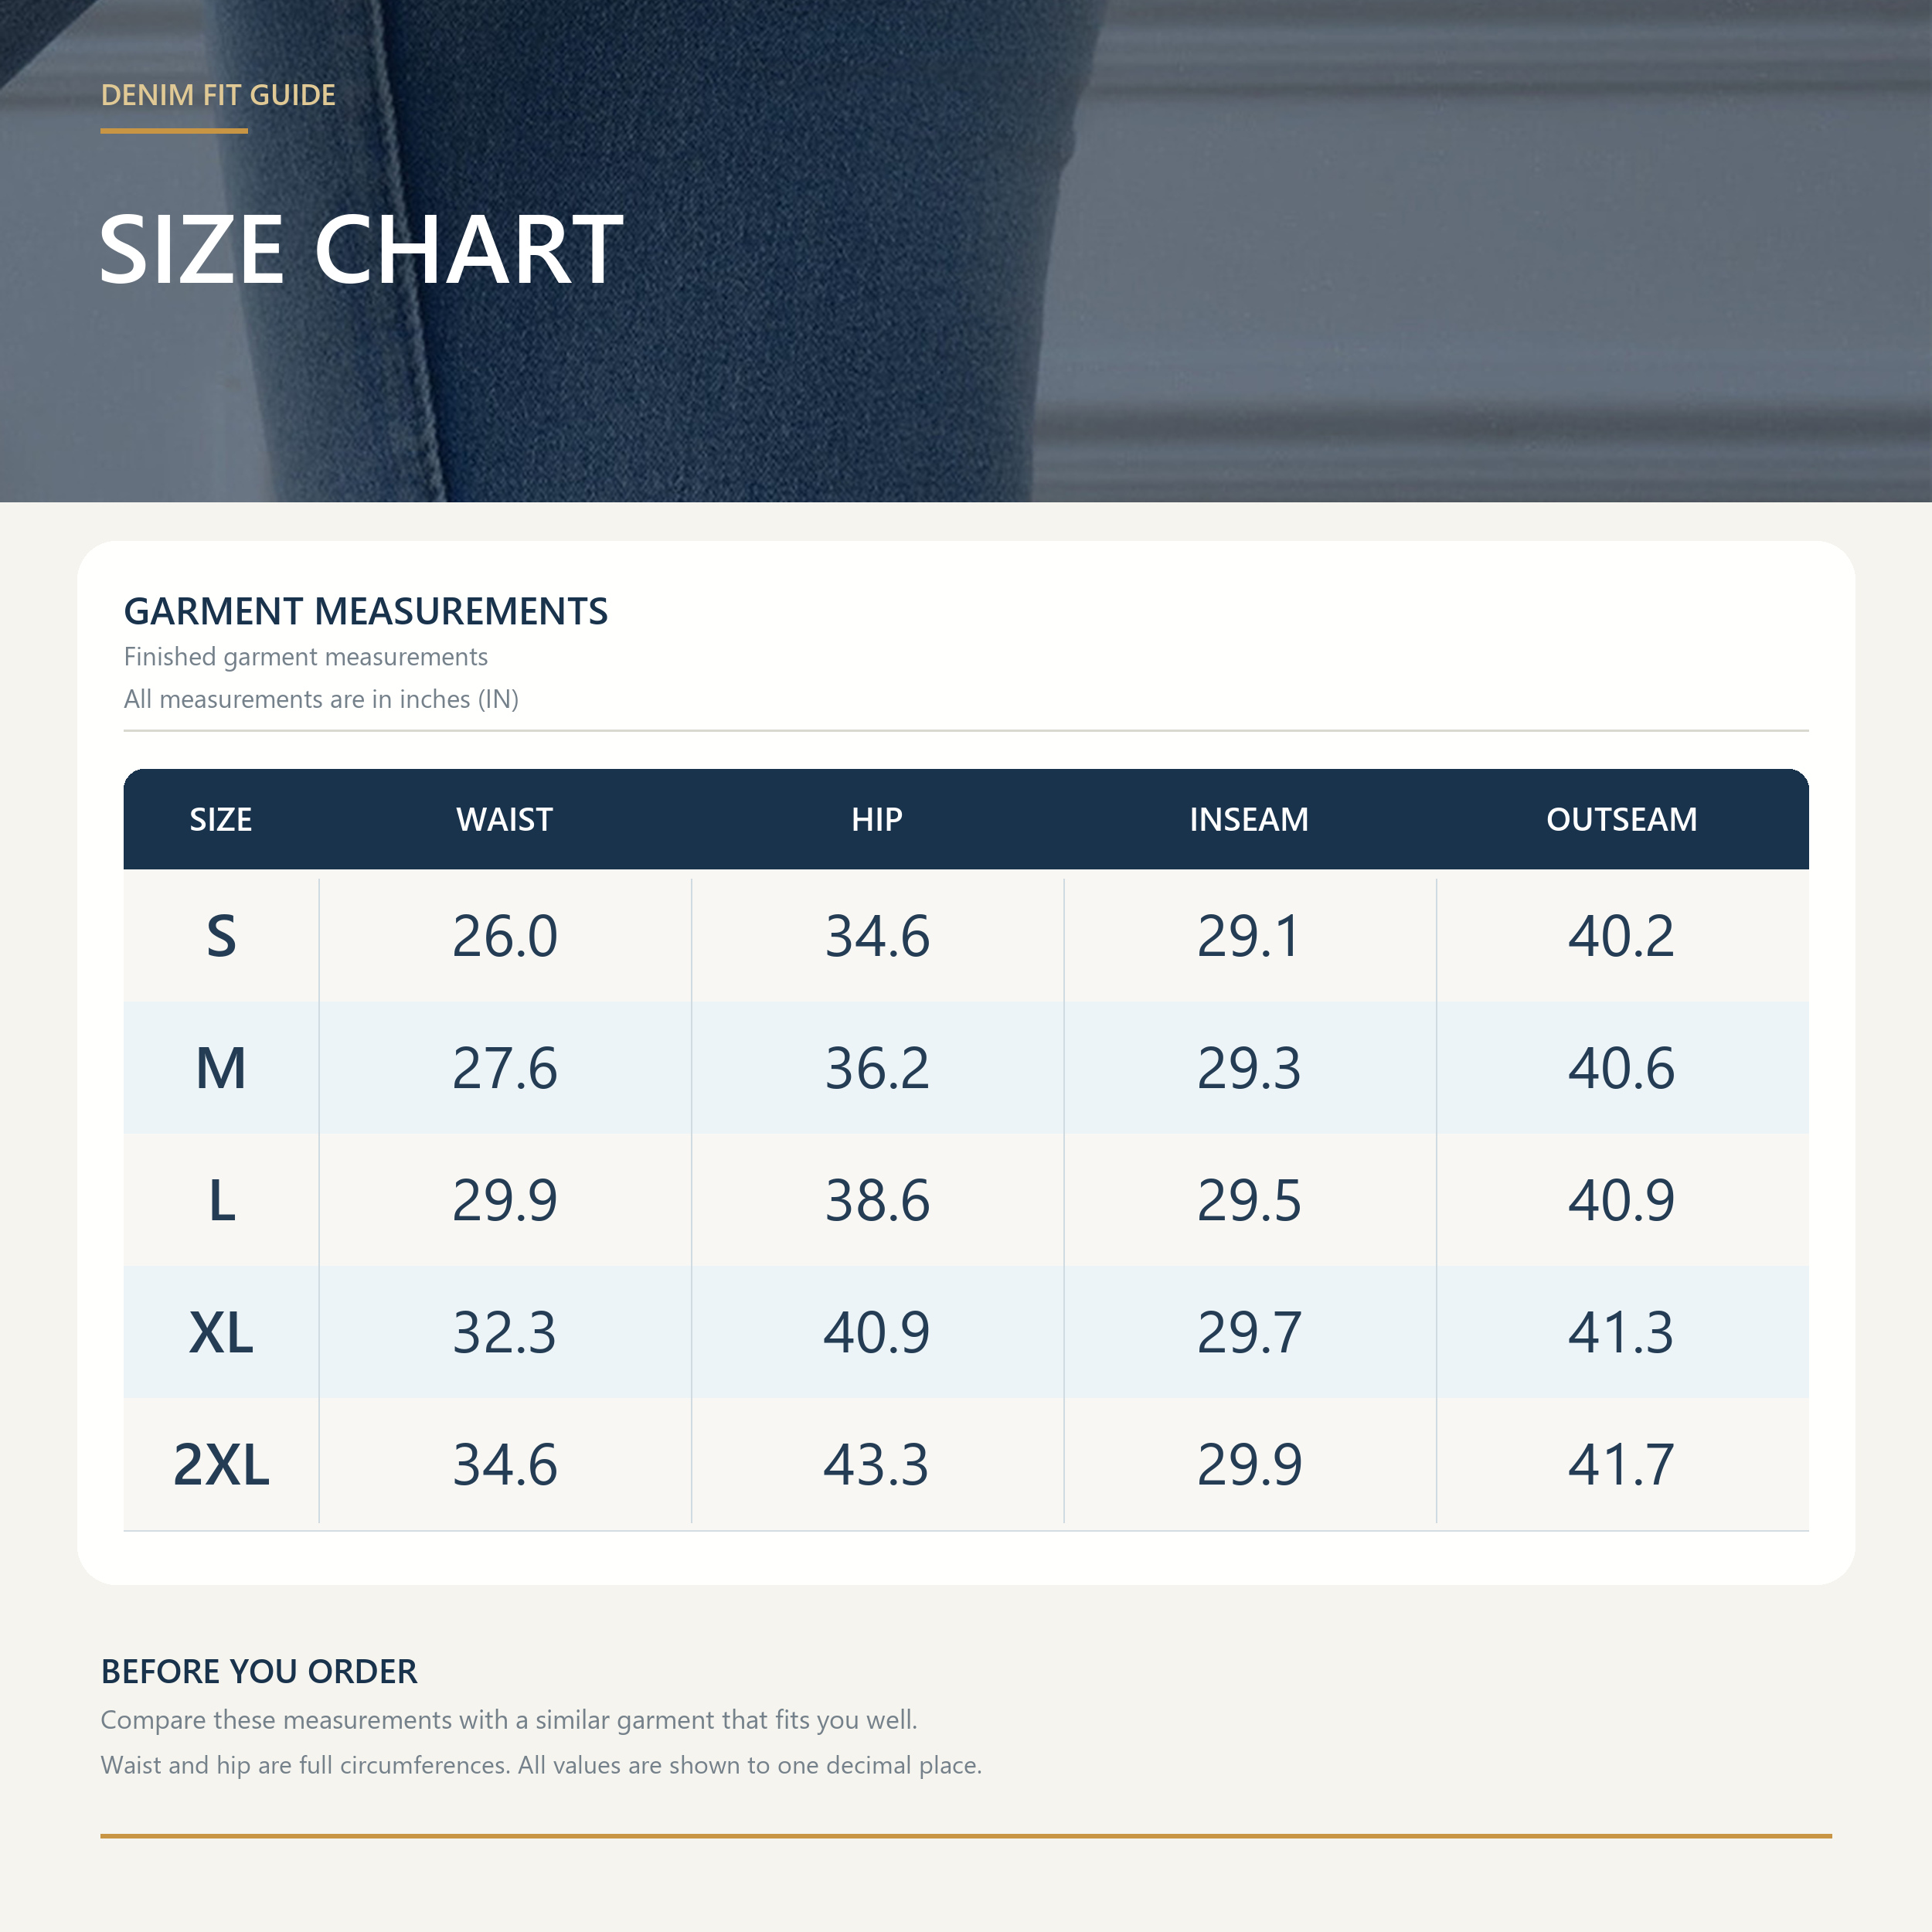 DENIM FIT GUIDE
SIZE CHART
GARMENT MEASUREMENTS
Finished garment measurements
All measurements are in inches (IN)
SIZE WAIST HIP INSEAM OUTSEAM
S 26.0 34.6 29.1 40.2
M 27.6 36.2 29.3 40.6
L 29.9 38.6 29.5 40.9
XL 32.3 40.9 29.7 41.3
2XL 34.6 43.3 29.9 41.7
BEFORE YOU ORDER
Compare these measurements with a similar garment that fits you well.
Waist and hip are full circumferences. All values are shown to one decimal place.